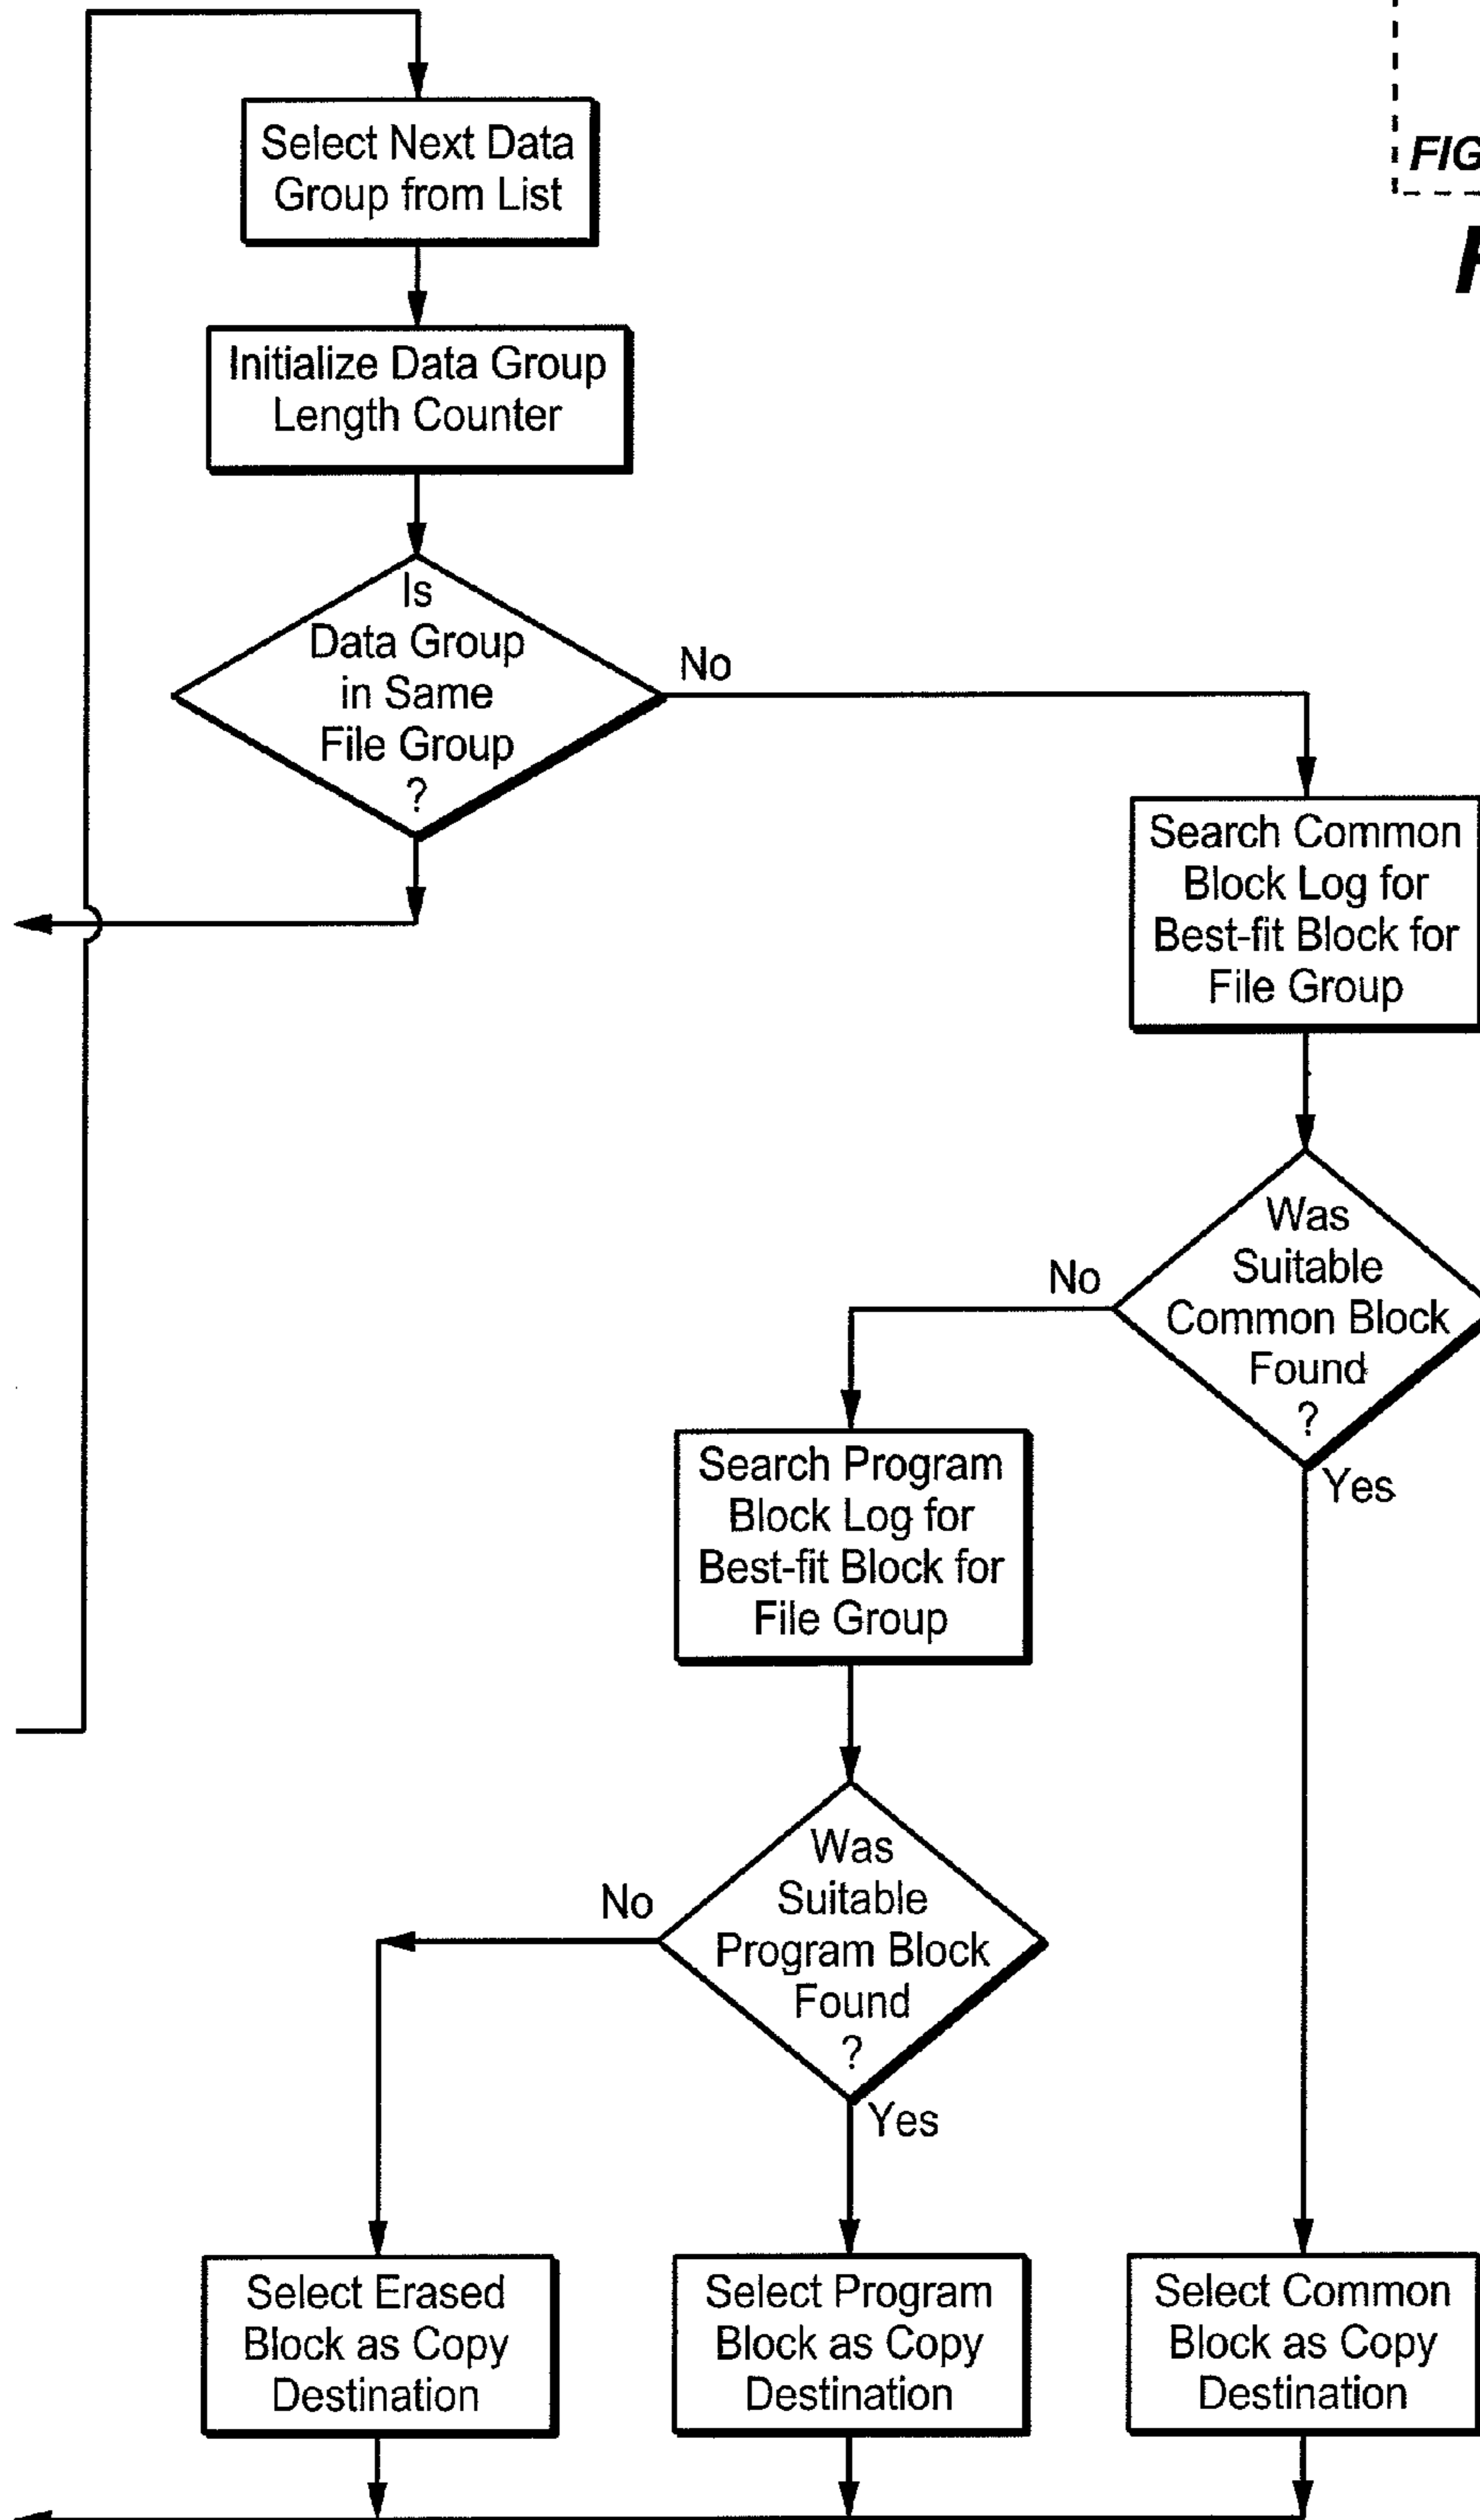 FIG
Select Next Data
Group from List
Initialize Data Group
Length Counter
Is
Data Group
in Same
File Group
?
No
Search Common
Block Log for
Best-fit Block for
File Group
Was
Suitable
Common Block
Found
?
No
Yes
Search Program
Block Log for
Best-fit Block for
File Group
Was
Suitable
Program Block
Found
?
No
Yes
Select Erased
Block as Copy
Destination
Select Program
Block as Copy
Destination
Select Common
Block as Copy
Destination